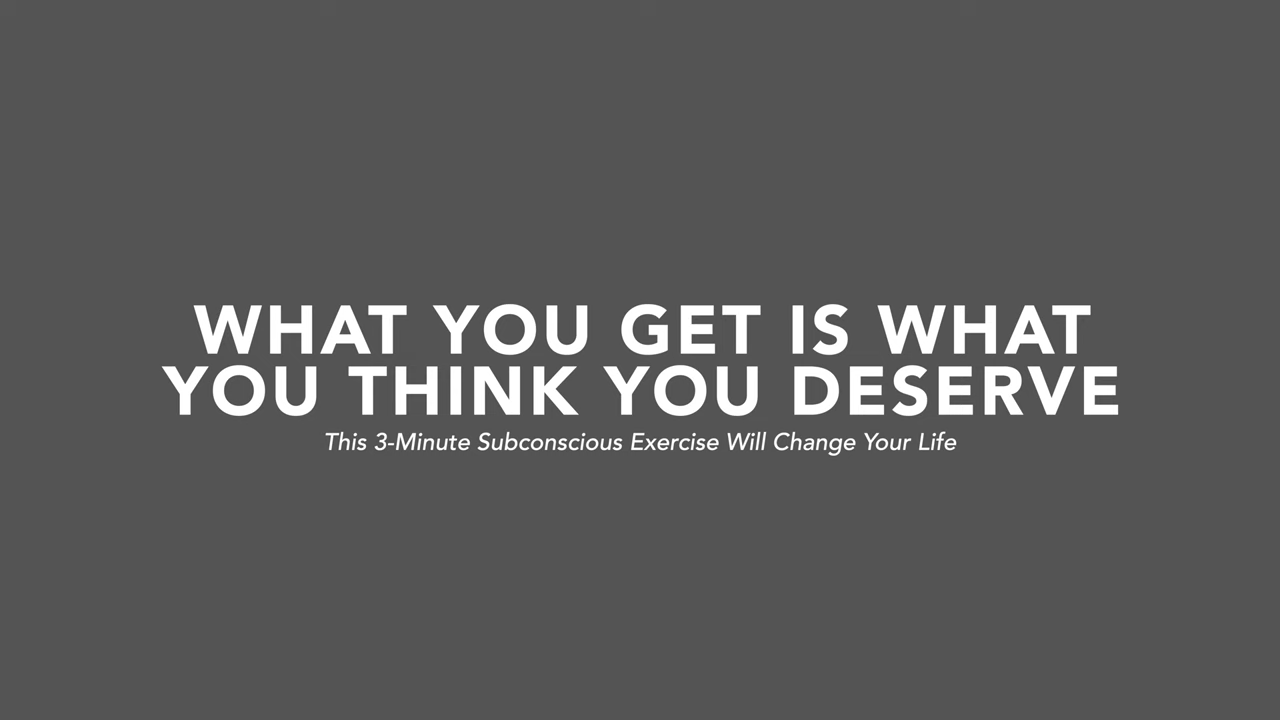 WHAT YOU GET IS WHAT
YOU THINK YOU DESERVE
This 3-Minute Subconscious Exercise Will Change Your Life